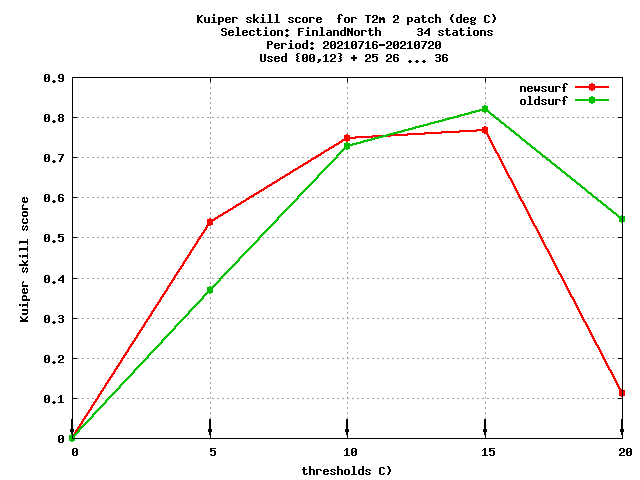 Kuiper skill score  for T2m 2 patch (deg C)
Selection: FinlandNorth     34 stations
Period: 20210716-20210720
Used {00,12} + 25 26 ... 36
newsurf
oldsurf
0.9
0.8
0.7
0.6
0.5
0.4
0.3
0.2
0.1
0
Kuiper skill score
0 5 10 15 20
thresholds C)